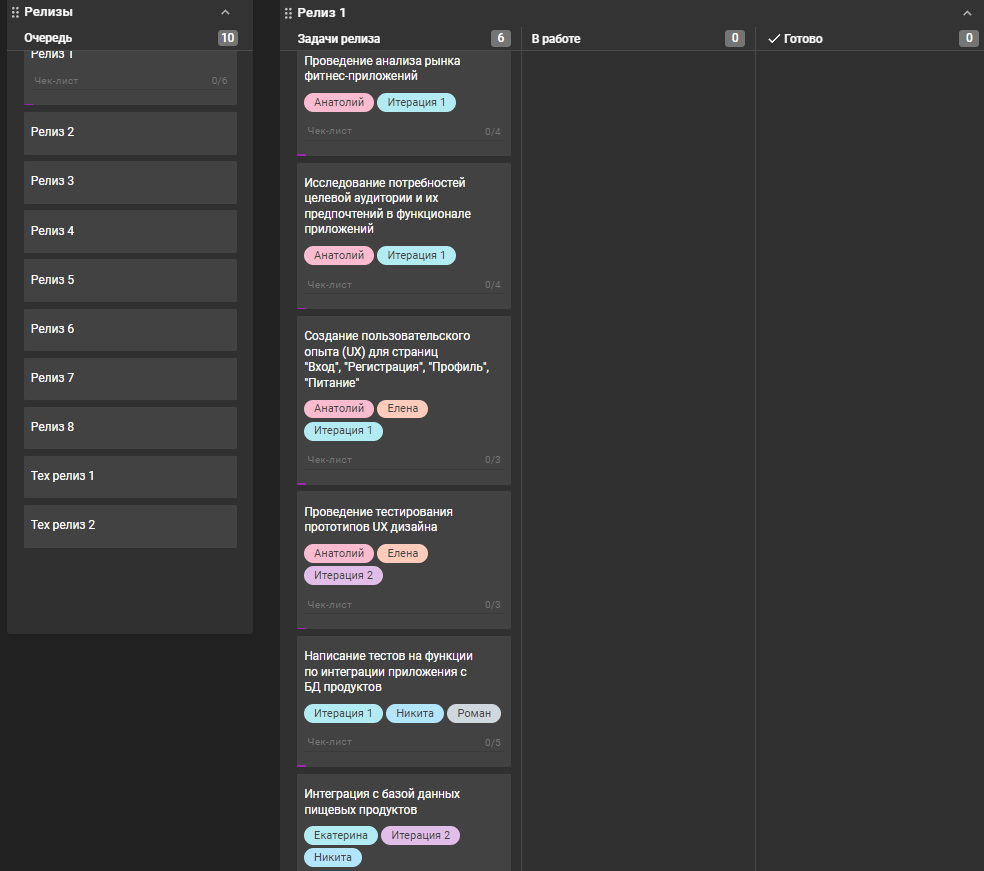 Релизы
Очередь 10
Релиз 1
Чек-лист 0/6
Релиз 2
Релиз 3
Релиз 4
Релиз 5
Релиз 6
Релиз 7
Релиз 8
Тех релиз 1
Тех релиз 2
Релиз 1
Задачи релиза 6
Проведение анализа рынка
фитнес-приложений
Анатолий Итерация 1
Чек-лист 0/4
Исследование потребностей
целевой аудитории и их
предпочтений в функционале
приложений
Анатолий Итерация 1
Чек-лист 0/4
Создание пользовательского
опыта (UX) для страниц
"Вход", "Регистрация", "Профиль",
"Питание"
Анатолий Елена
Итерация 1
Чек-лист 0/3
Проведение тестирования
прототипов UX дизайна
Анатолий Елена
Итерация 2
Чек-лист 0/3
Написание тестов на функции
по интеграции приложения с
БД продуктов
Итерация 1 Никита Роман
Чек-лист 0/5
Интеграция с базой данных
пищевых продуктов
Екатерина Итерация 2
Никита
В работе 0
Готово 0